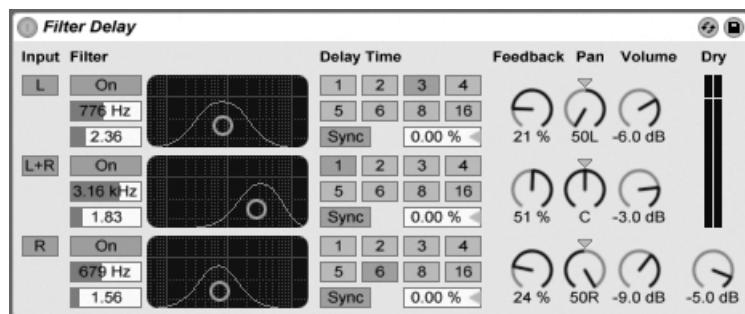 Filter Delay
Input Filter Delay Time Feedback Pan Volume Dry
L On 1 2 3 4
776 Hz 5 6 8 16
2.36 Sync 0.00 % 21 % 50L -6.0 dB
L+R On 1 2 3 4
3.16 kHz 5 6 8 16
1.83 Sync 0.00 % 51 % C -3.0 dB
R On 1 2 3 4
679 Hz 5 6 8 16
1.56 Sync 0.00 % 24 % 50R -9.0 dB -5.0 dB